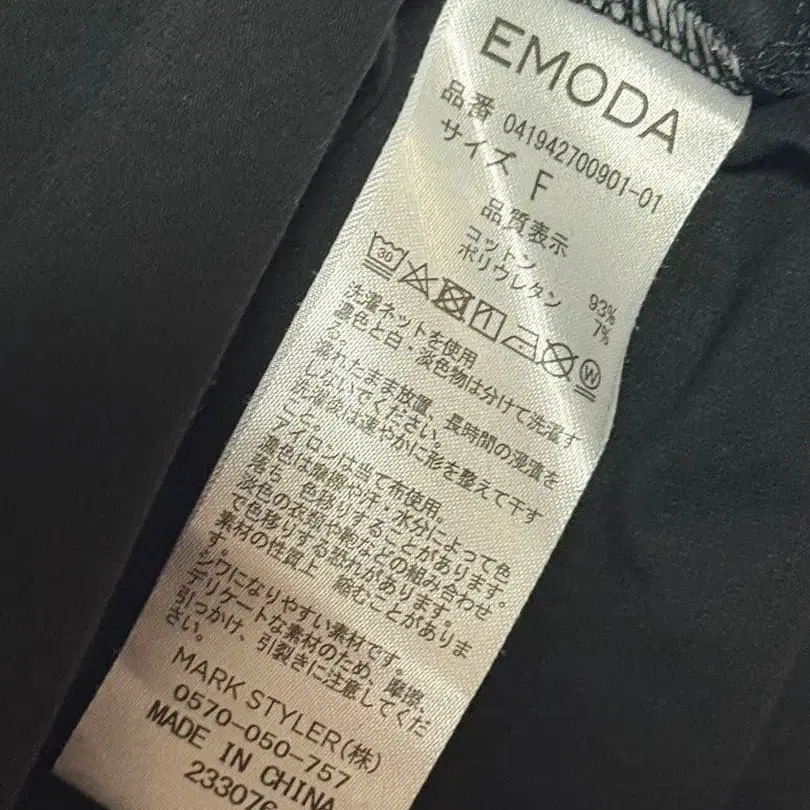 EMODA
品番 041942700901-01
サイズ F
品質表示
コットン 93%
ポリウレタン 7%
30
W
洗濯ネットを使用
濃色と白・淡色物は分けて洗濯す
る。
濡れたまま放置、長時間の浸漬を
しないでください。
洗濯後は速やかに形を整えて干す
こと。
アイロンは当て布使用。
濃色は摩擦や汗・水分によって色
落ち 色移りすることがあります。
淡色の衣類や鞄などの組み合わせ
で色移りする恐れがあります。
素材の性質上 縮むことがありま
す。
シワになりやすい素材です。
デリケートな素材のため、摩擦、
引っかけ、引裂きに注意してくだ
さい。
MARK STYLER(株)
0570-050-757
MADE IN CHINA
233076